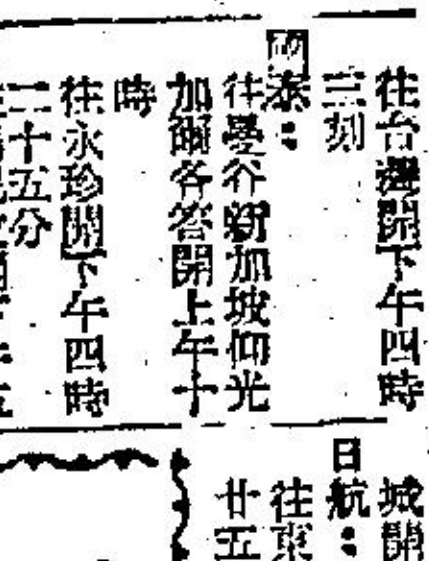 往台灣開下午四時
三刻
國泰：
往曼谷新加坡仰光
加爾各答開上午十
時
往永珍開下午四時
二十五分
城開
日航：
往東
廿五